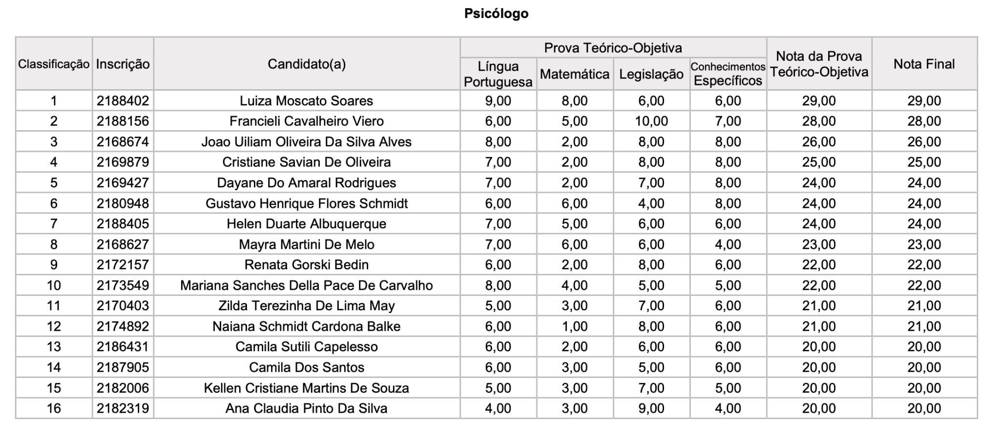 Psicólogo
Classificação Inscrição Candidato(a) Prova Teórico-Objetiva Nota da Prova Teórico-Objetiva Nota Final
Língua Portuguesa Matemática Legislação Conhecimentos Específicos
1 2188402 Luiza Moscato Soares 9,00 8,00 6,00 6,00 29,00 29,00
2 2188156 Francieli Cavalheiro Viero 6,00 5,00 10,00 7,00 28,00 28,00
3 2168674 Joao Uiliam Oliveira Da Silva Alves 8,00 2,00 8,00 8,00 26,00 26,00
4 2169879 Cristiane Savian De Oliveira 7,00 2,00 8,00 8,00 25,00 25,00
5 2169427 Dayane Do Amaral Rodrigues 7,00 2,00 7,00 8,00 24,00 24,00
6 2180948 Gustavo Henrique Flores Schmidt 6,00 6,00 4,00 8,00 24,00 24,00
7 2188405 Helen Duarte Albuquerque 7,00 5,00 6,00 6,00 24,00 24,00
8 2168627 Mayra Martini De Melo 7,00 6,00 6,00 4,00 23,00 23,00
9 2172157 Renata Gorski Bedin 6,00 2,00 8,00 6,00 22,00 22,00
10 2173549 Mariana Sanches Della Pace De Carvalho 8,00 4,00 5,00 5,00 22,00 22,00
11 2170403 Zilda Terezinha De Lima May 5,00 3,00 7,00 6,00 21,00 21,00
12 2174892 Naiana Schmidt Cardona Balke 6,00 1,00 8,00 6,00 21,00 21,00
13 2186431 Camila Sutili Capelesso 6,00 2,00 6,00 6,00 20,00 20,00
14 2187905 Camila Dos Santos 6,00 3,00 5,00 6,00 20,00 20,00
15 2182006 Kellen Cristiane Martins De Souza 5,00 3,00 7,00 5,00 20,00 20,00
16 2182319 Ana Claudia Pinto Da Silva 4,00 3,00 9,00 4,00 20,00 20,00